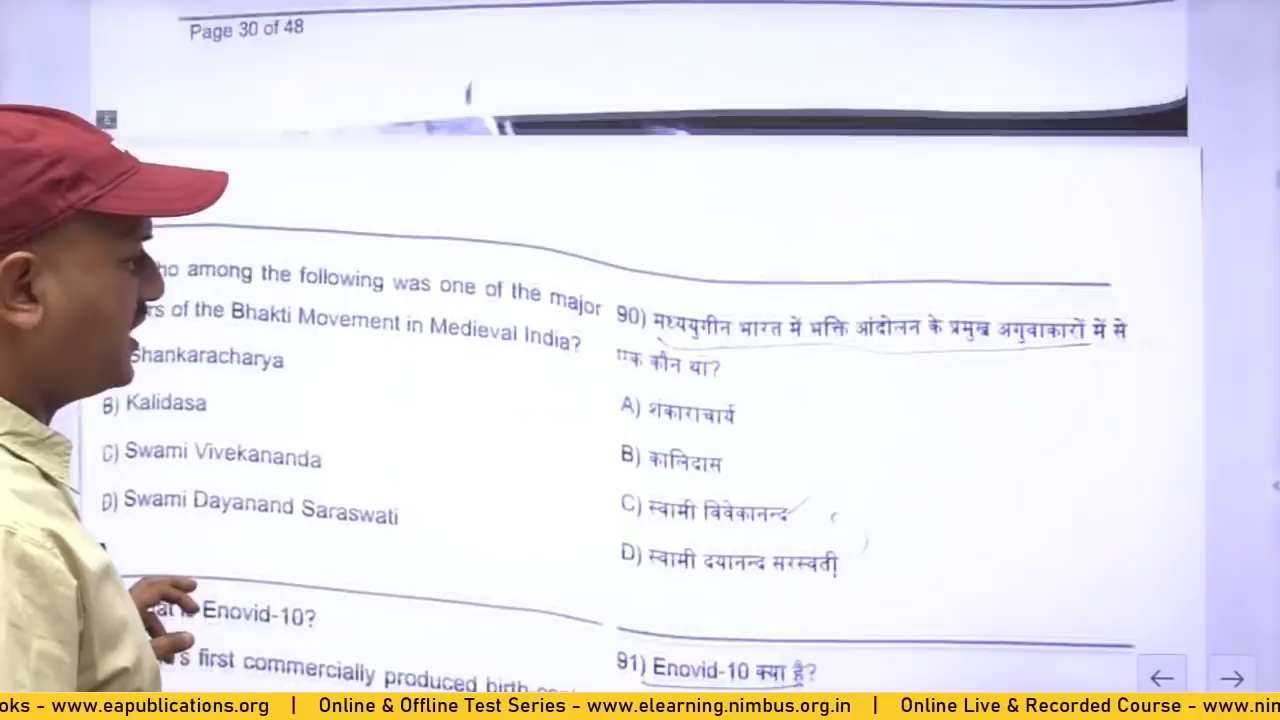 Page 30 of 48
among the following was one of the major
of the Bhakti Movement in Medieval India?
Shankaracharya
B) Kalidasa
C) Swami Vivekananda
D) Swami Dayanand Saraswati
Enovid-10?
first commercially produced birth
90) मध्ययुगीन भारत में भक्ति आंदोलन के प्रमुख अगुवाकारों में से
एक कौन था?
A) शंकाराचार्य
B) कालिदास
C) स्वामी विवेकानन्द
D) स्वामी दयानन्द सरस्वती
91) Enovid-10 क्या है?
- www.eapublications.org | Online & Offline Test Series - www.elearning.nimbus.org.in | Online Live & Recorded Course -